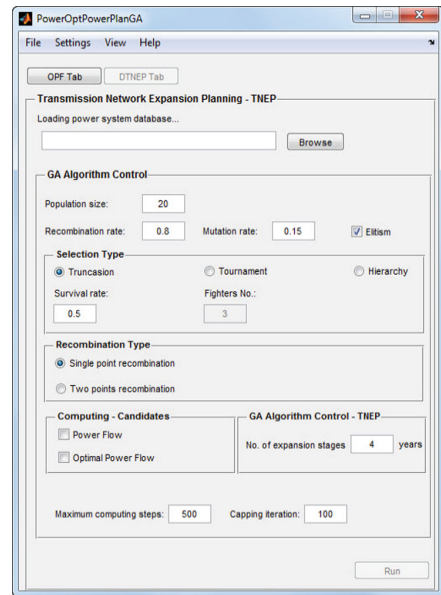 PowerOptPowerPlanGA
File Settings View Help
OPF Tab DTNEP Tab
Transmission Network Expansion Planning - TNEP
Loading power system database...
Browse
GA Algorithm Control
Population size: 20
Recombination rate: 0.8 Mutation rate: 0.15 Elitism
Selection Type
Truncasion Tournament Hierarchy
Survival rate: Fighters No.:
0.5 3
Recombination Type
Single point recombination
Two points recombination
Computing - Candidates GA Algorithm Control - TNEP
Power Flow
No. of expansion stages 4 years
Optimal Power Flow
Maximum computing steps: 500 Capping iteration: 100
Run